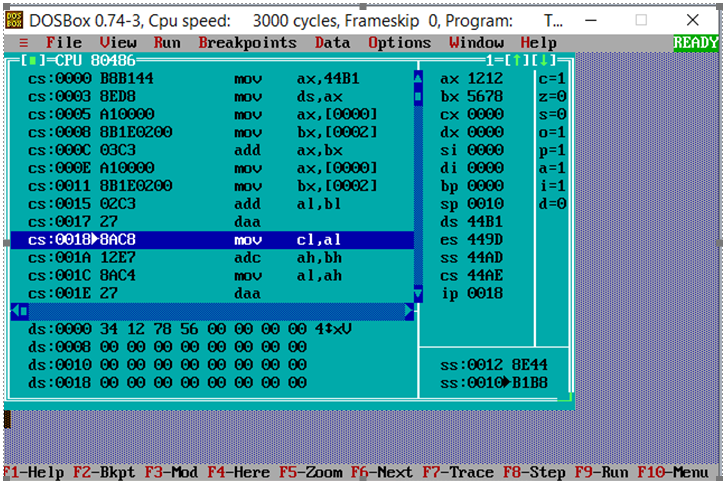 DOSBox 0.74-3, Cpu speed: 3000 cycles, Frameskip 0, Program: T...
≡ File View Run Breakpoints Data Options Window Help READY
[■]=CPU 80486 1=[↑][↓]
cs:0000 B8B144 mov ax,44B1 ax 1212 c=1
cs:0003 8ED8 mov ds,ax bx 5678 z=0
cs:0005 A10000 mov ax,[0000] cx 0000 s=0
cs:0008 8B1E0200 mov bx,[0002] dx 0000 o=1
cs:000C 03C3 add ax,bx si 0000 p=1
cs:000E A10000 mov ax,[0000] di 0000 a=1
cs:0011 8B1E0200 mov bx,[0002] bp 0000 i=1
cs:0015 02C3 add al,bl sp 0010 d=0
cs:0017 27 daa ds 44B1
cs:0018►8AC8 mov cl,al es 449D
cs:001A 12E7 adc ah,bh ss 44AD
cs:001C 8AC4 mov al,ah cs 44AE
cs:001E 27 daa ip 0018
ds:0000 34 12 78 56 00 00 00 00 4↕xV
ds:0008 00 00 00 00 00 00 00 00
ds:0010 00 00 00 00 00 00 00 00 ss:0012 8E44
ds:0018 00 00 00 00 00 00 00 00 ss:0010►B1B8
F1-Help F2-Bkpt F3-Mod F4-Here F5-Zoom F6-Next F7-Trace F8-Step F9-Run F10-Menu